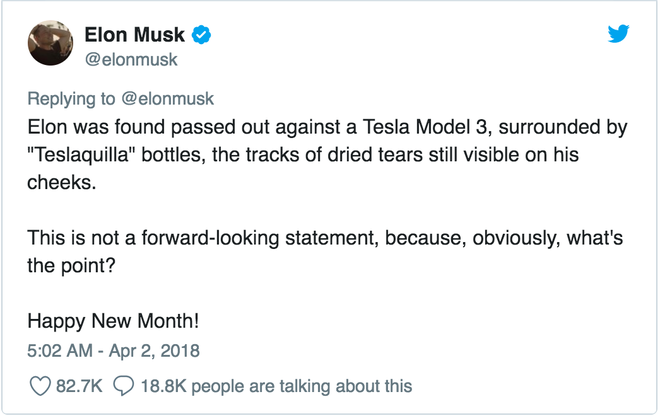 Elon Musk
@elonmusk
Replying to @elonmusk
Elon was found passed out against a Tesla Model 3, surrounded by
"Teslaquilla" bottles, the tracks of dried tears still visible on his
cheeks.
This is not a forward-looking statement, because, obviously, what's
the point?
Happy New Month!
5:02 AM - Apr 2, 2018
82.7K 18.8K people are talking about this